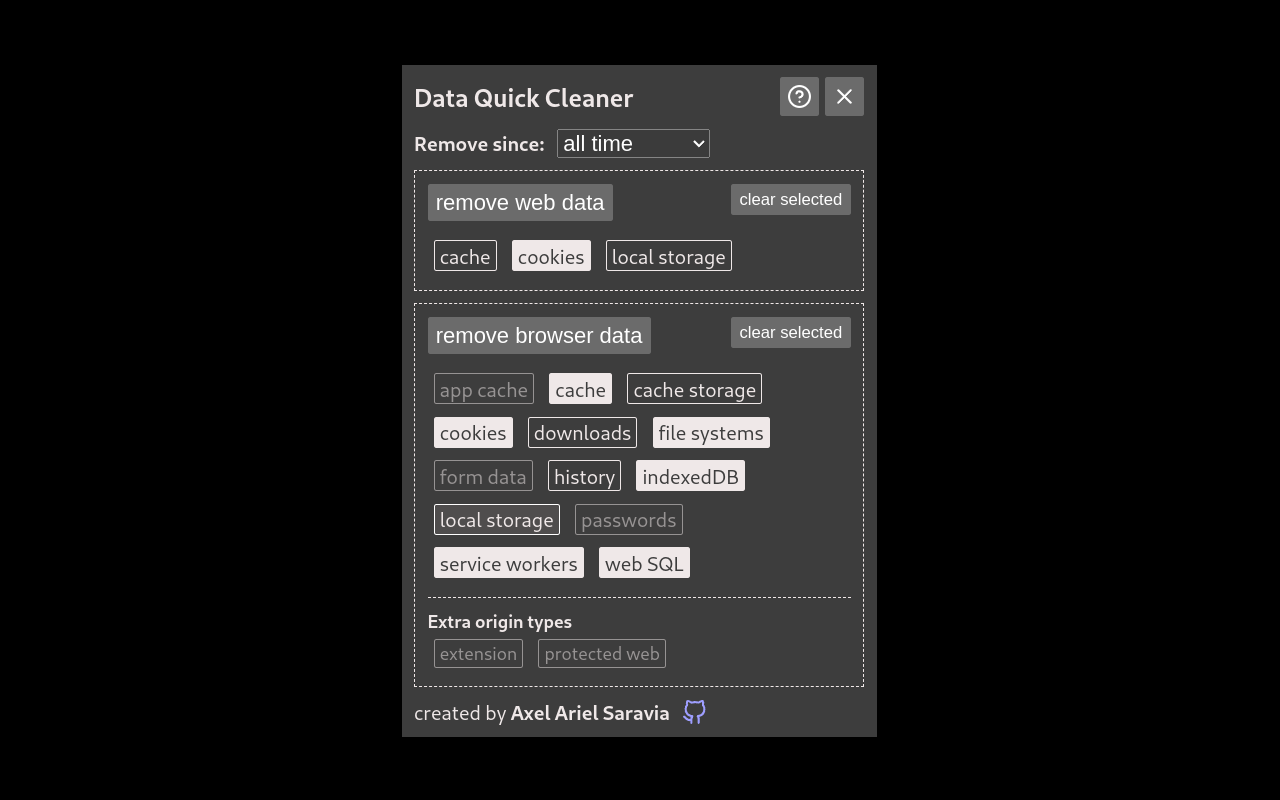 Data Quick Cleaner
Remove since: all time
remove web data clear selected
cache cookies local storage
remove browser data clear selected
app cache cache cache storage
cookies downloads file systems
form data history indexedDB
local storage passwords
service workers web SQL
Extra origin types
extension protected web
created by Axel Ariel Saravia